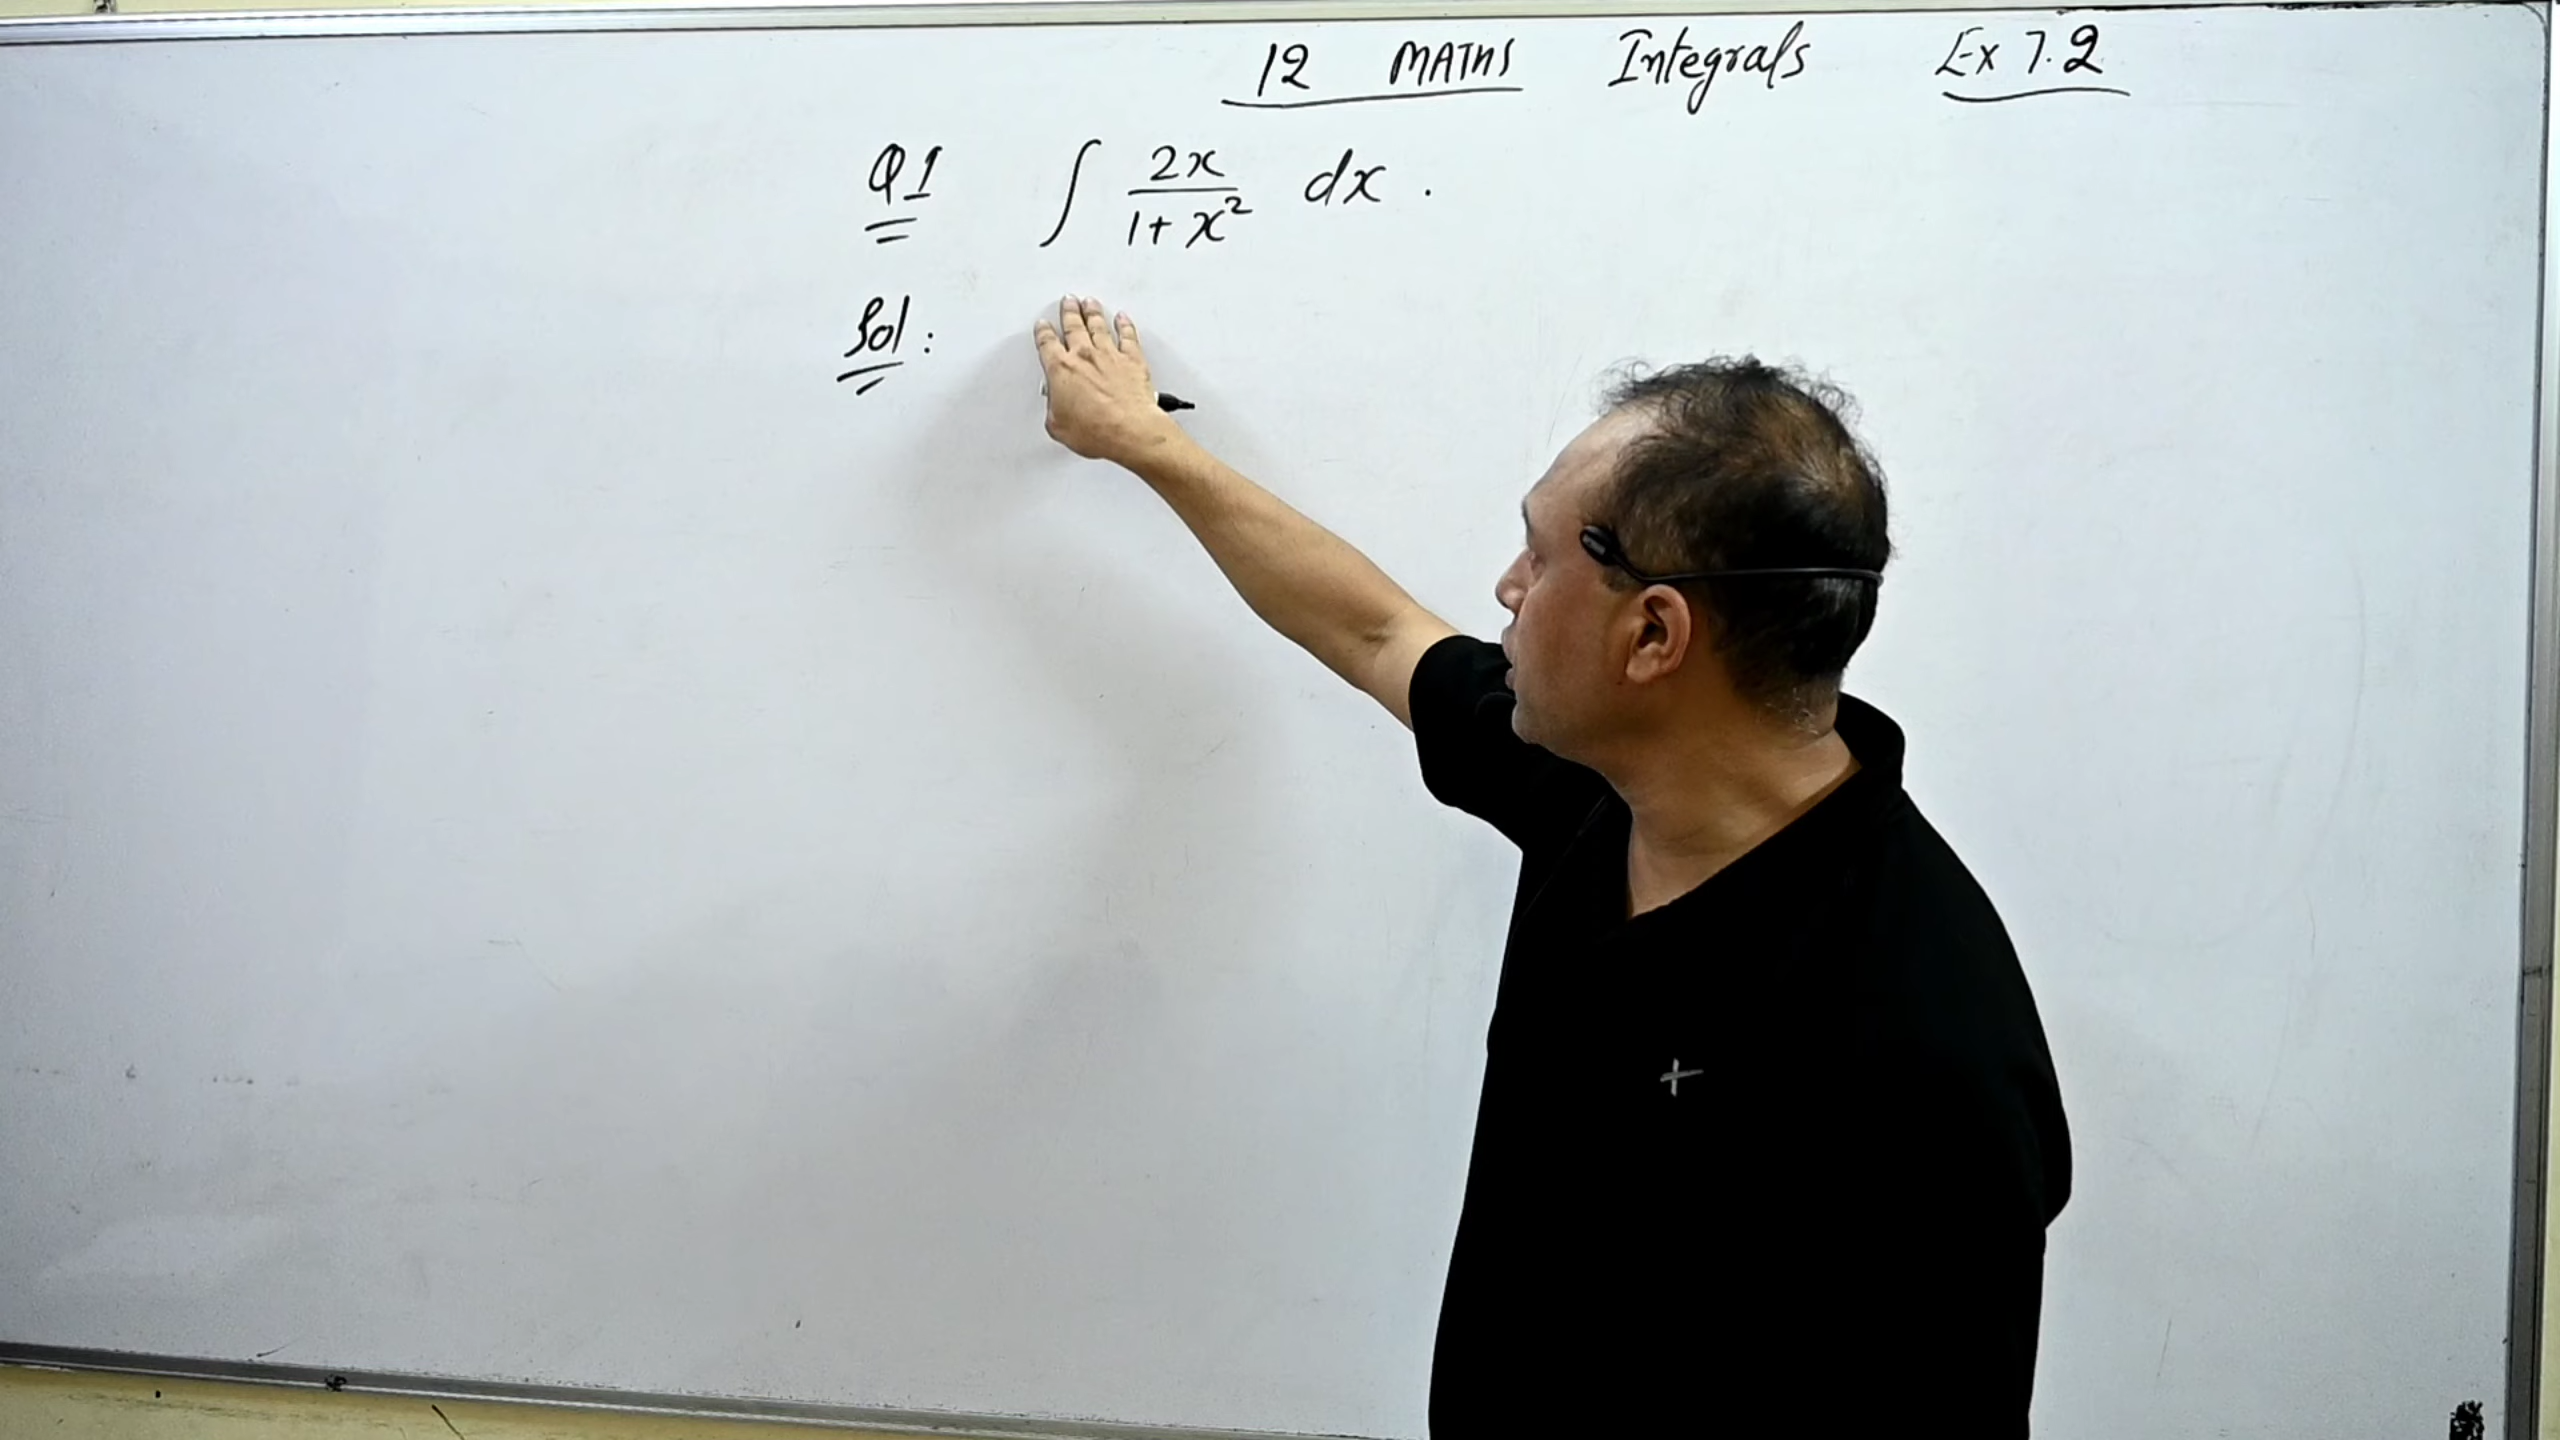 12 MATHS Integrals Ex 7.2
Q1 ∫ 2x/(1+x²) dx .
Sol: